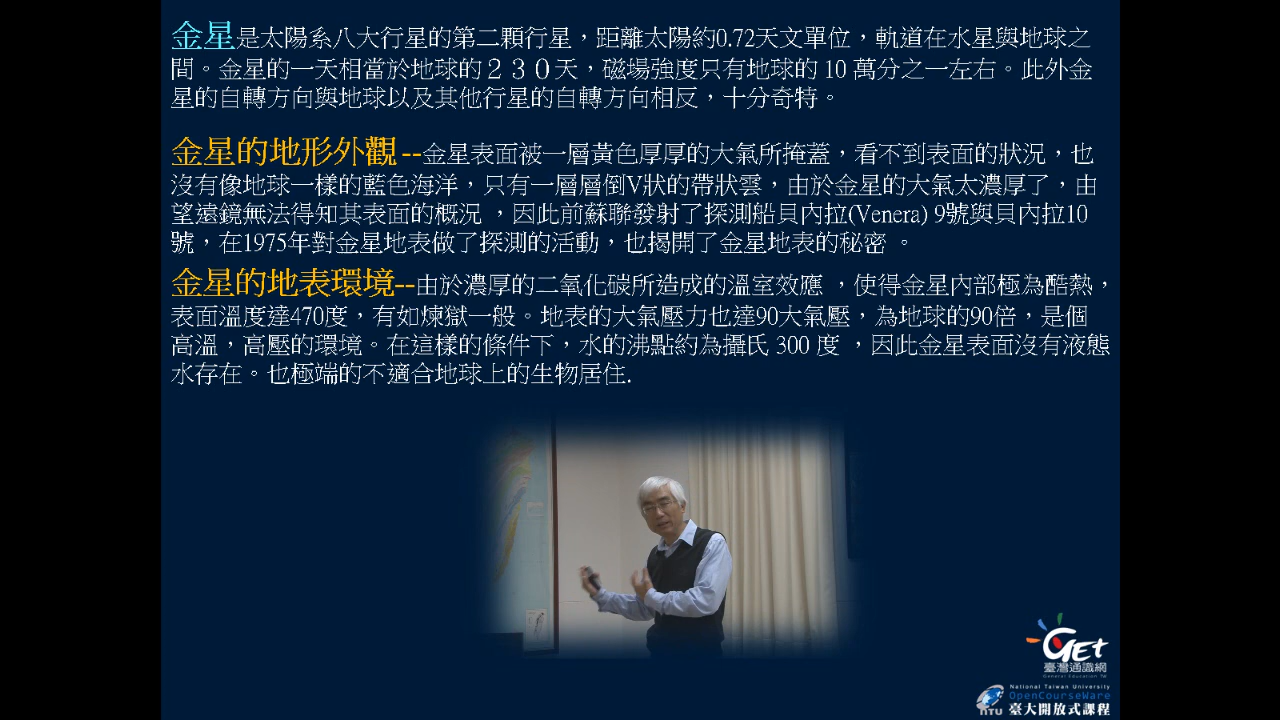 金星是太陽系八大行星的第二顆行星，距離太陽約0.72天文單位，軌道在水星與地球之
間。金星的一天相當於地球的２３０天，磁場強度只有地球的 10 萬分之一左右。此外金
星的自轉方向與地球以及其他行星的自轉方向相反，十分奇特。
金星的地形外觀--金星表面被一層黃色厚厚的大氣所掩蓋，看不到表面的狀況，也
沒有像地球一樣的藍色海洋，只有一層層倒V狀的帶狀雲，由於金星的大氣太濃厚了，由
望遠鏡無法得知其表面的概況 ，因此前蘇聯發射了探測船貝內拉(Venera) 9號與貝內拉10
號，在1975年對金星地表做了探測的活動，也揭開了金星地表的秘密 。
金星的地表環境--由於濃厚的二氧化碳所造成的溫室效應 ，使得金星內部極為酷熱，
表面溫度達470度，有如煉獄一般。地表的大氣壓力也達90大氣壓，為地球的90倍，是個
高溫，高壓的環境。在這樣的條件下，水的沸點約為攝氏 300 度 ，因此金星表面沒有液態
水存在。也極端的不適合地球上的生物居住.
GEt
臺灣通識網
General Education TW
National Taiwan University
OpenCourseWare
NTU 臺大開放式課程